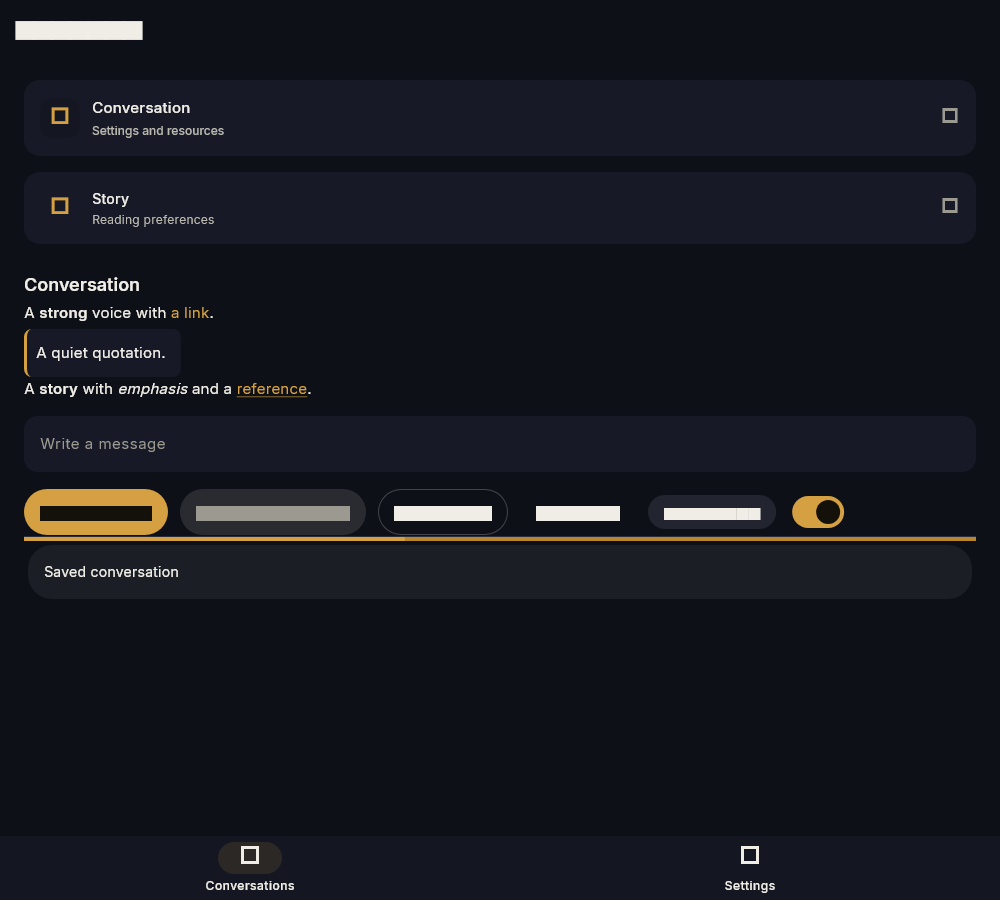 Conversation
Settings and resources
Story
Reading preferences
Conversation
A strong voice with a link.
A quiet quotation.
A story with emphasis and a reference.
Write a message
Saved conversation
Conversations
Settings